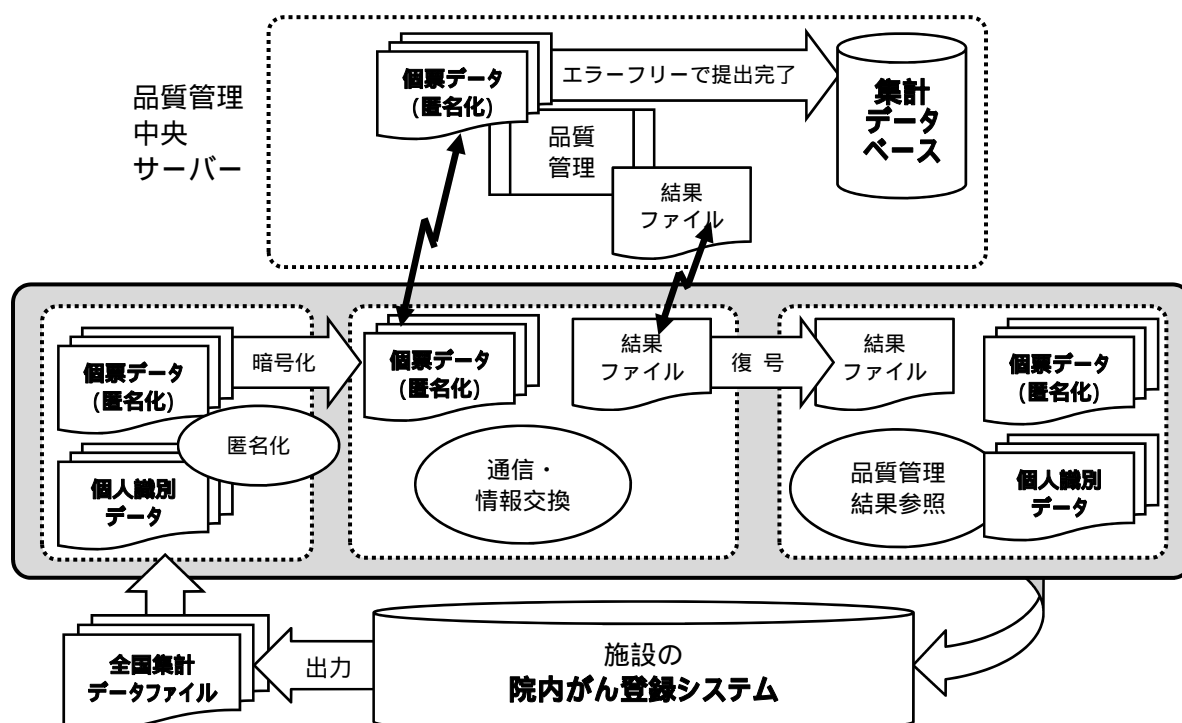 個票データ
(匿名化)
エラーフリーで提出完了
集計
データ
ベース
品質管理
中央
サーバー
品質
管理
結果
ファイル
個票データ
(匿名化)
暗号化
個票データ
(匿名化)
結果
ファイル
復 号
結果
ファイル
個票データ
(匿名化)
匿名化
個人識別
データ
通信・
情報交換
品質管理
結果参照
個人識別
データ
全国集計
データファイル
出力
施設の
院内がん登録システム